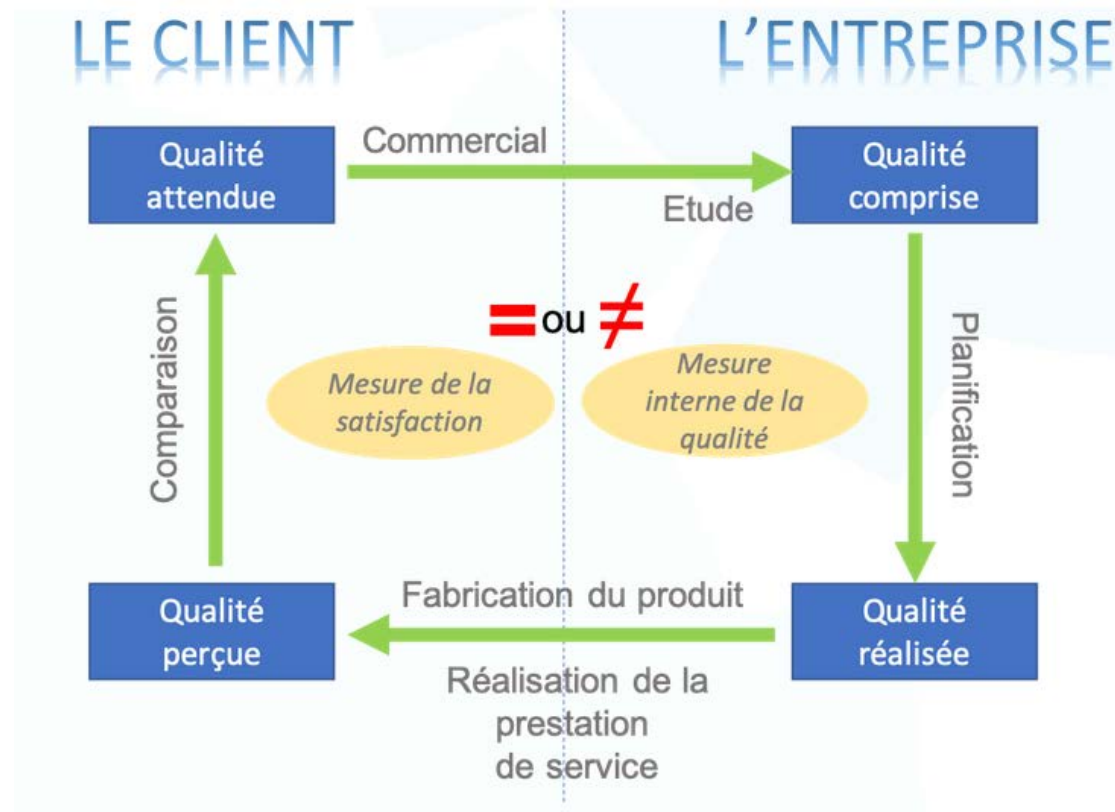 LE CLIENT
L'ENTREPRISE
Qualité
attendue
Commercial
Etude
Qualité
comprise
= ou ≠
Mesure de la
satisfaction
Mesure
interne de la
qualité
Comparaison
Planification
Qualité
perçue
Fabrication du produit
Réalisation de la
prestation
de service
Qualité
réalisée